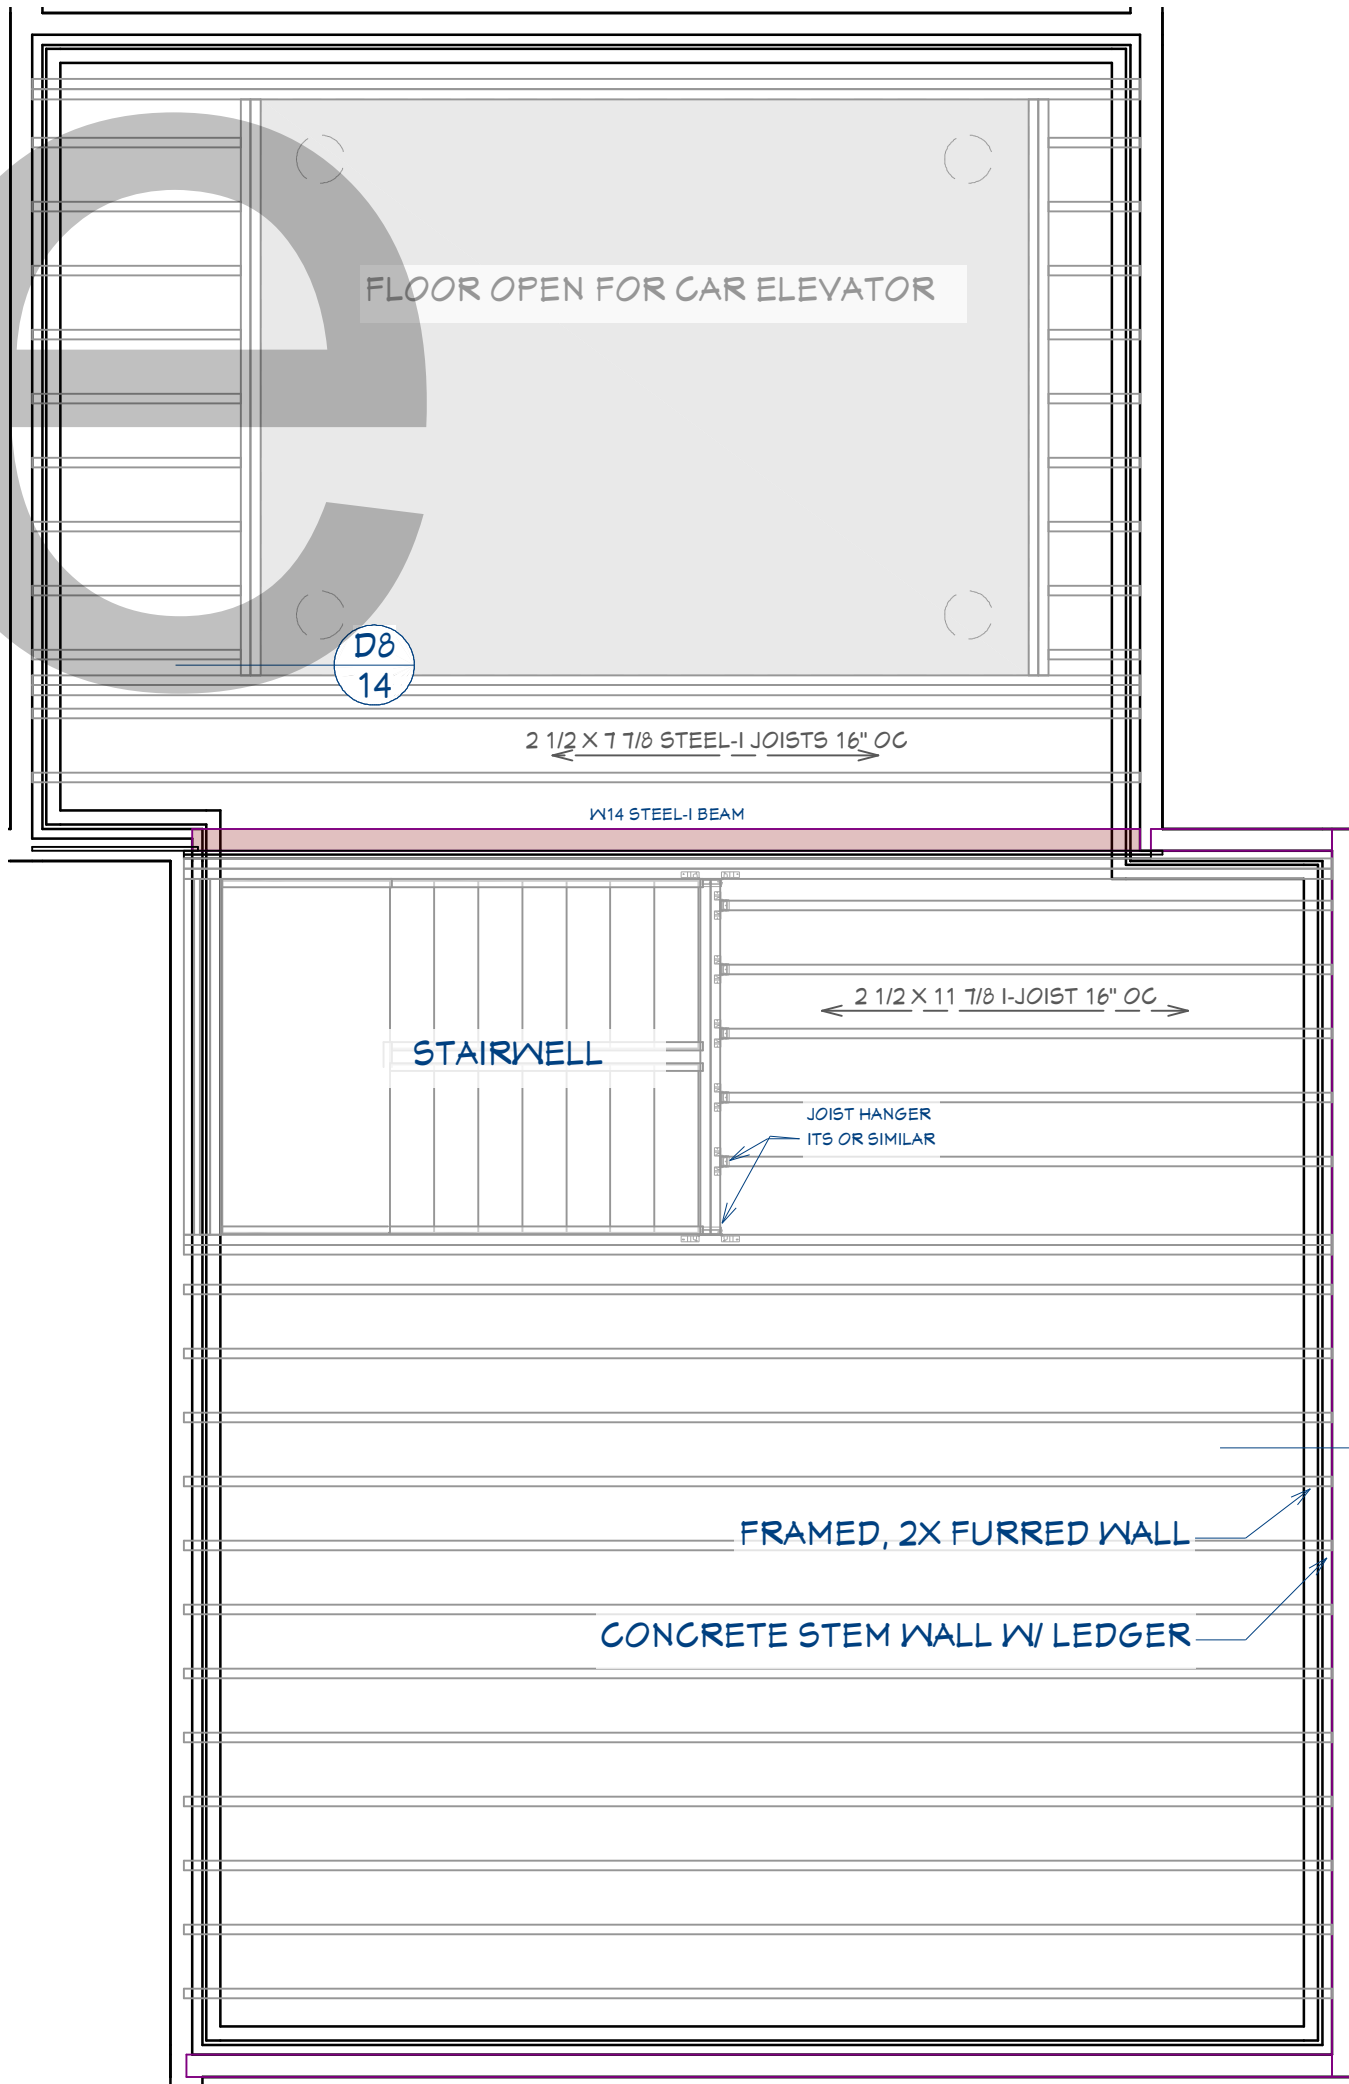 e
FLOOR OPEN FOR CAR ELEVATOR
D8
14
2 1/2 X 7 7/8 STEEL-I JOISTS 16" OC
W14 STEEL-I BEAM
2 1/2 X 11 7/8 I-JOIST 16" OC
STAIRWELL
JOIST HANGER
ITS OR SIMILAR
FRAMED, 2X FURRED WALL
CONCRETE STEM WALL W/ LEDGER